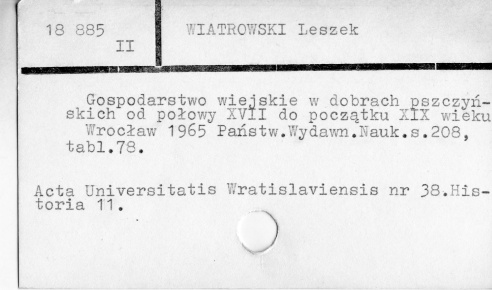 18 885
II
WIATROWSKI Leszek
Gospodarstwo wiejskie w dobrach pszczyń-
skich od połowy XVII do początku XIX wieku
Wrocław 1965 Państw.Wydawn.Nauk.s.208,
tabl.78.
Acta Universitatis Wratislaviensis nr 38.His-
toria 11.